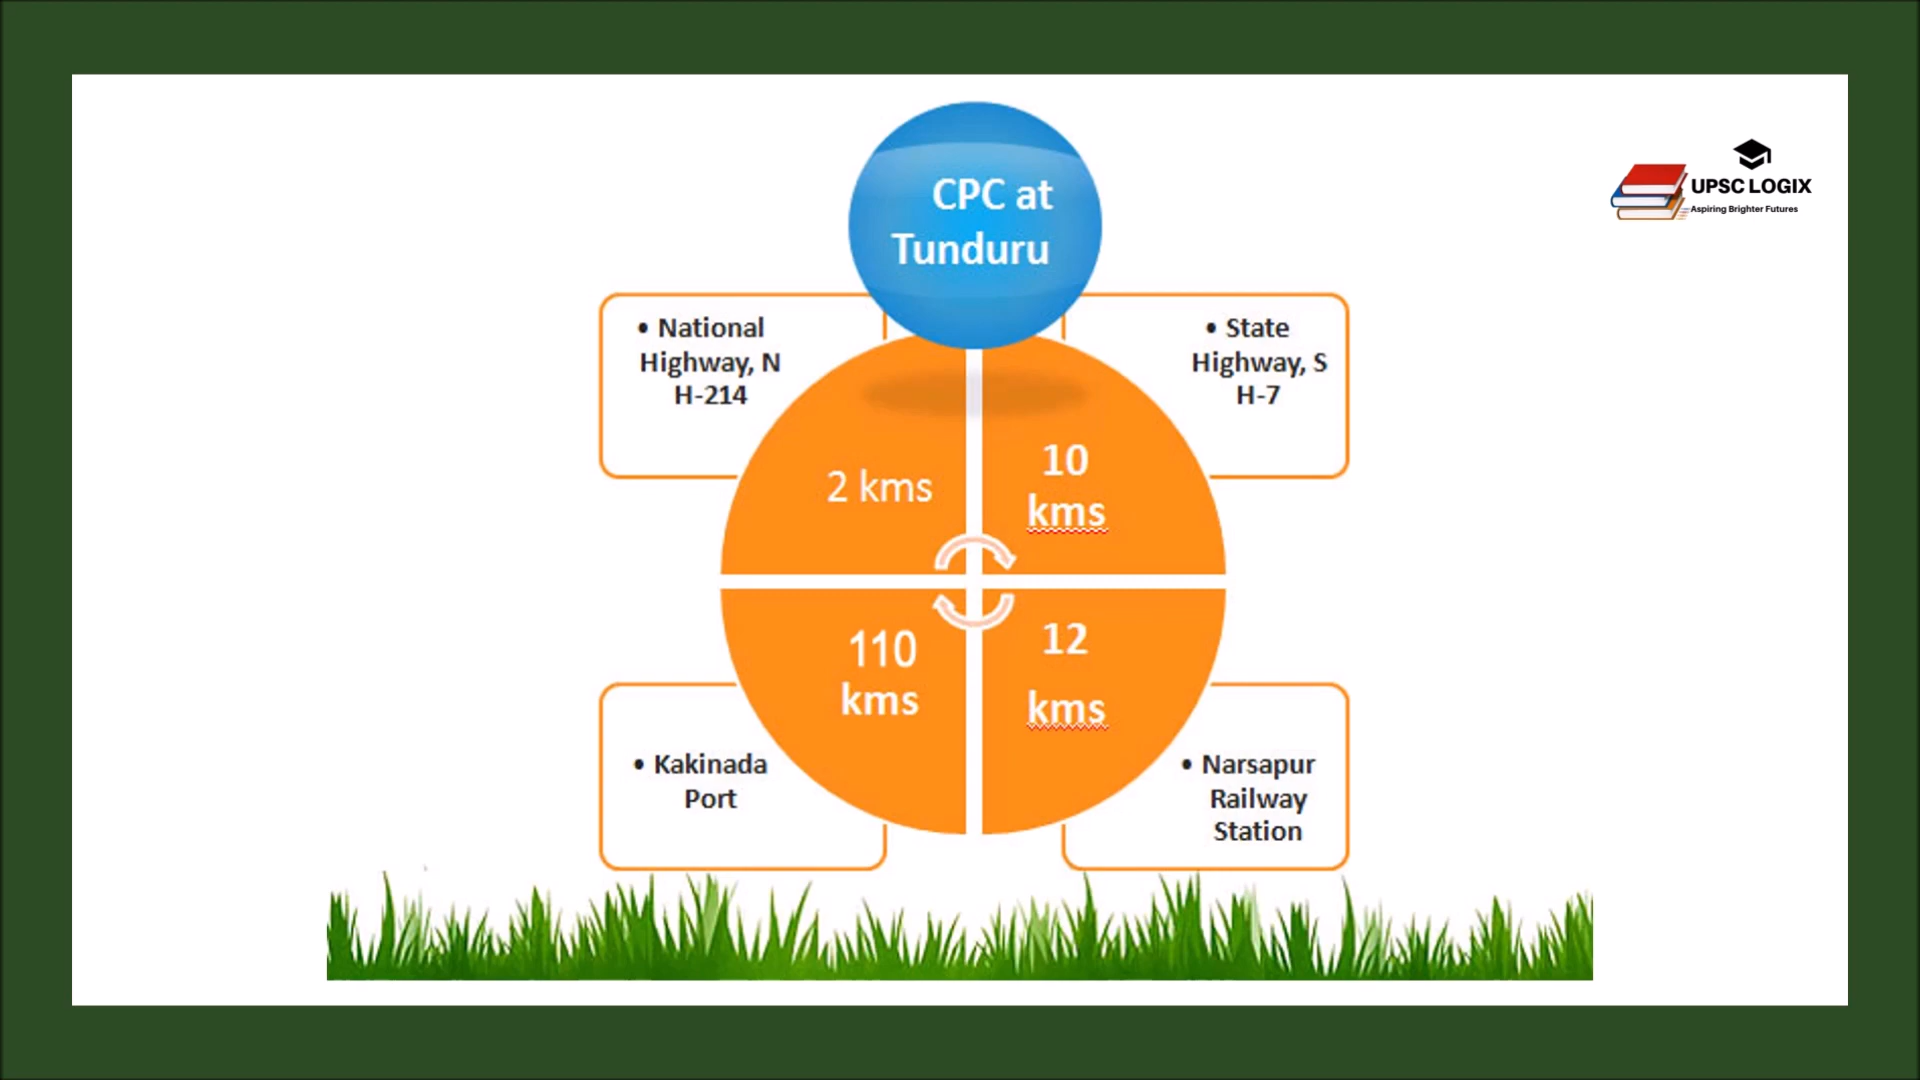 CPC at
Tunduru
UPSC LOGIX
Aspiring Brighter Futures
• National
Highway, N
H-214
• State
Highway, S
H-7
2 kms
10
kms
110
kms
12
kms
• Kakinada
Port
• Narsapur
Railway
Station